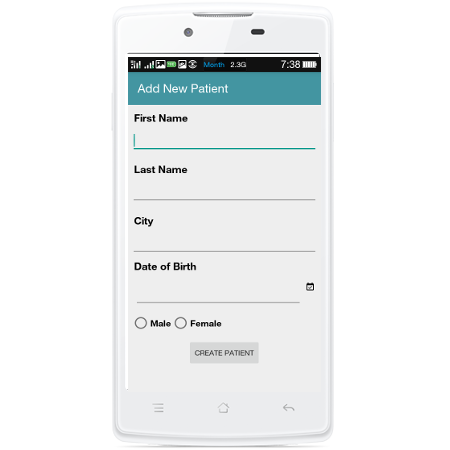 Month 2.3G 7:38
Add New Patient
First Name
Last Name
City
Date of Birth
Male Female
CREATE PATIENT